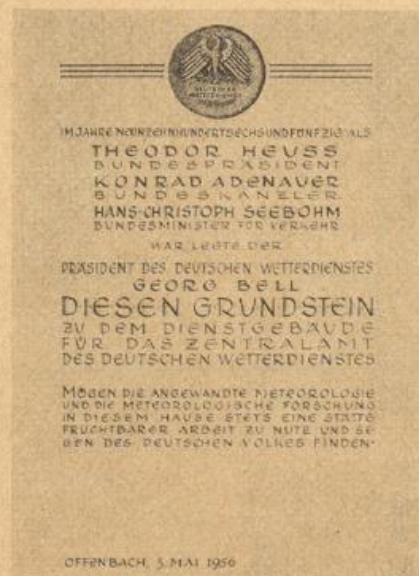 DEUTSCHER
WETTERDIENST
IM JAHRE NEUNZEHNHUNDERTSECHSUNDFÜNFZIG, ALS
THEODOR HEUSS
BUNDESPRÄSIDENT
KONRAD ADENAUER
BUNDESKANZLER
HANS-CHRISTOPH SEEBOHM
BUNDESMINISTER FÜR VERKEHR
WAR, LEGTE DER
PRÄSIDENT DES DEUTSCHEN WETTERDIENSTES
GEORG BELL
DIESEN GRUNDSTEIN
ZU DEM DIENSTGEBÄUDE
FÜR DAS ZENTRALAMT
DES DEUTSCHEN WETTERDIENSTES
MÖGEN DIE ANGEWANDTE METEOROLOGIE
UND DIE METEOROLOGISCHE FORSCHUNG
IN DIESEM HAUSE STETS EINE STÄTTE
FRUCHTBARER ARBEIT ZU NUTZ UND SE-
GEN DES DEUTSCHEN VOLKES FINDEN.
OFFENBACH, 5. MAI 1956